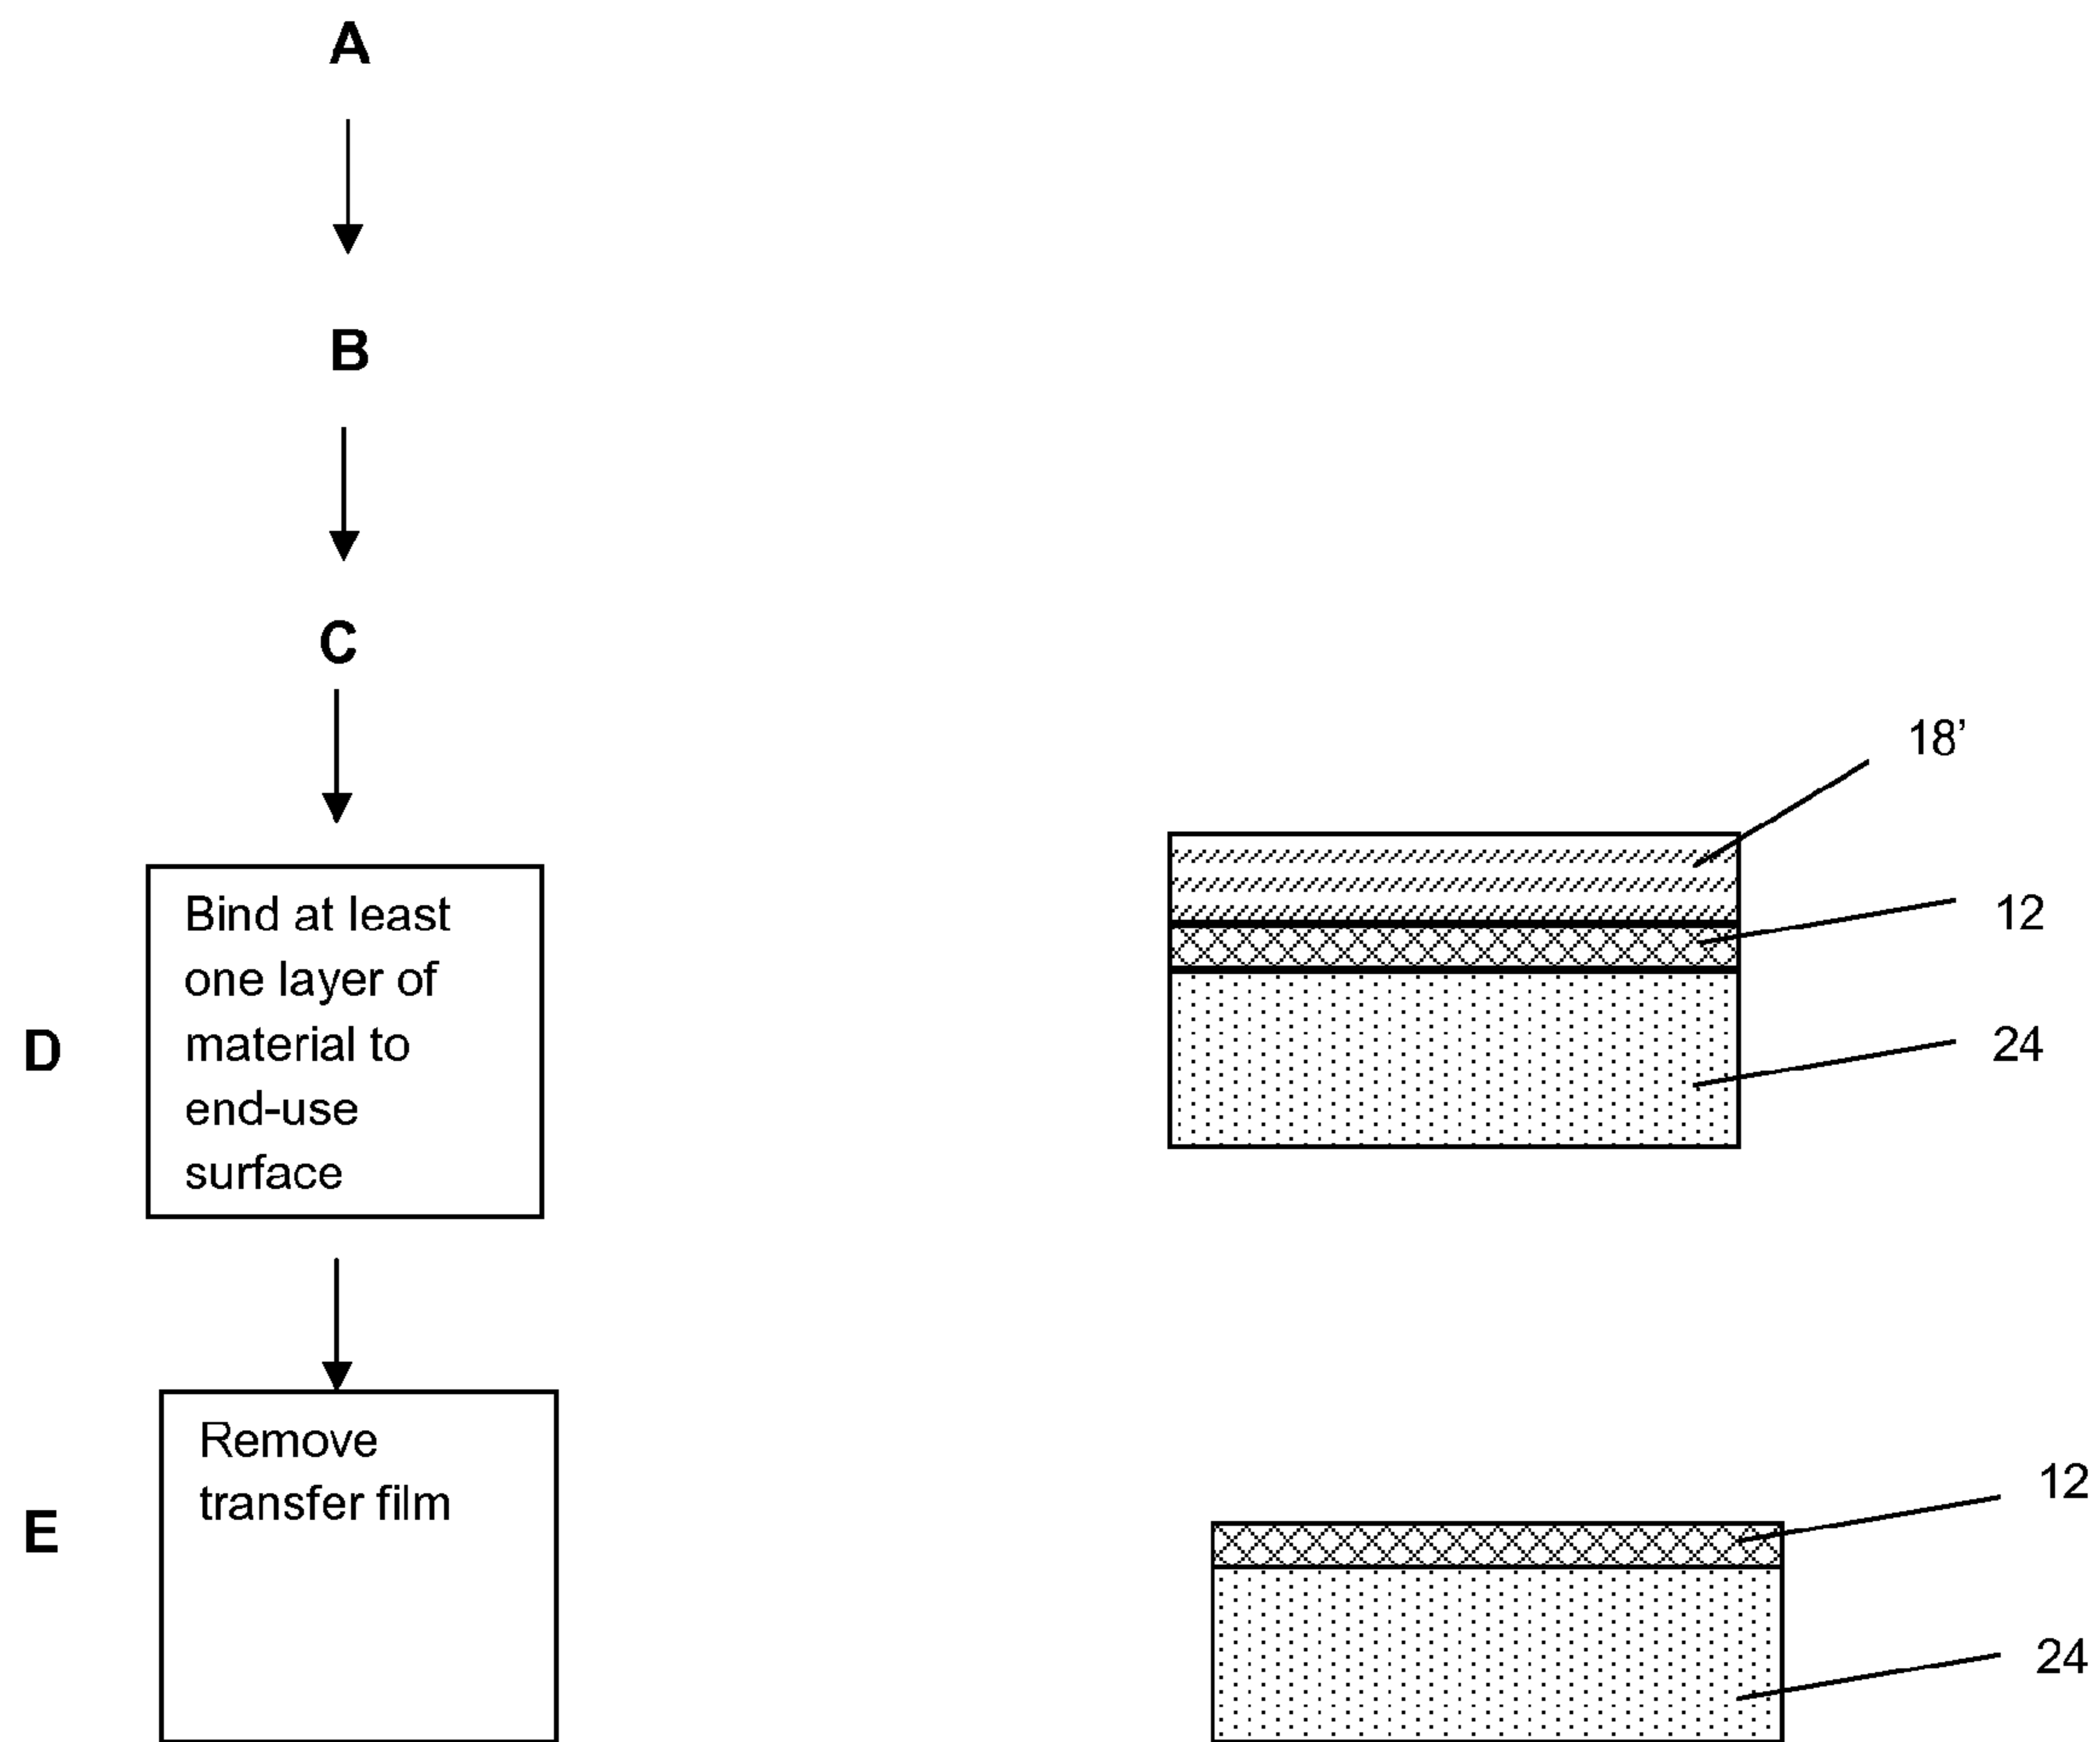 A
B
C
18’
Bind at least
one layer of
material to
end-use
surface
12
D
24
Remove
transfer film
E
12
24